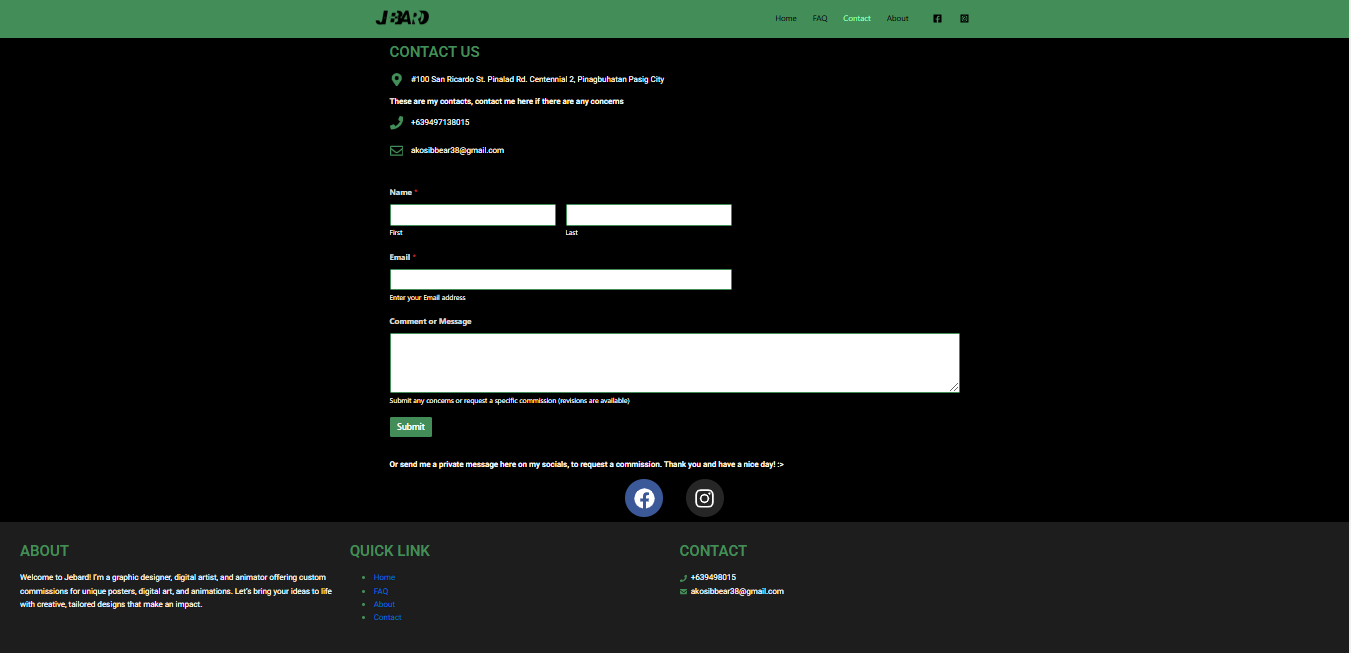 JEBARD
Home FAQ Contact About
CONTACT US
#100 San Ricardo St. Pinalad Rd. Centennial 2, Pinagbuhatan Pasig City
These are my contacts, contact me here if there are any concerns
+639497138015
akosibbear38@gmail.com
Name *
First Last
Email *
Enter your Email address
Comment or Message
Submit any concerns or request a specific commission (revisions are available)
Submit
Or send me a private message here on my socials, to request a commission. Thank you and have a nice day! :>
ABOUT
Welcome to Jebard! I'm a graphic designer, digital artist, and animator offering custom
commissions for unique posters, digital art, and animations. Let's bring your ideas to life
with creative, tailored designs that make an impact.
QUICK LINK
Home
FAQ
About
Contact
CONTACT
+639498015
akosibbear38@gmail.com